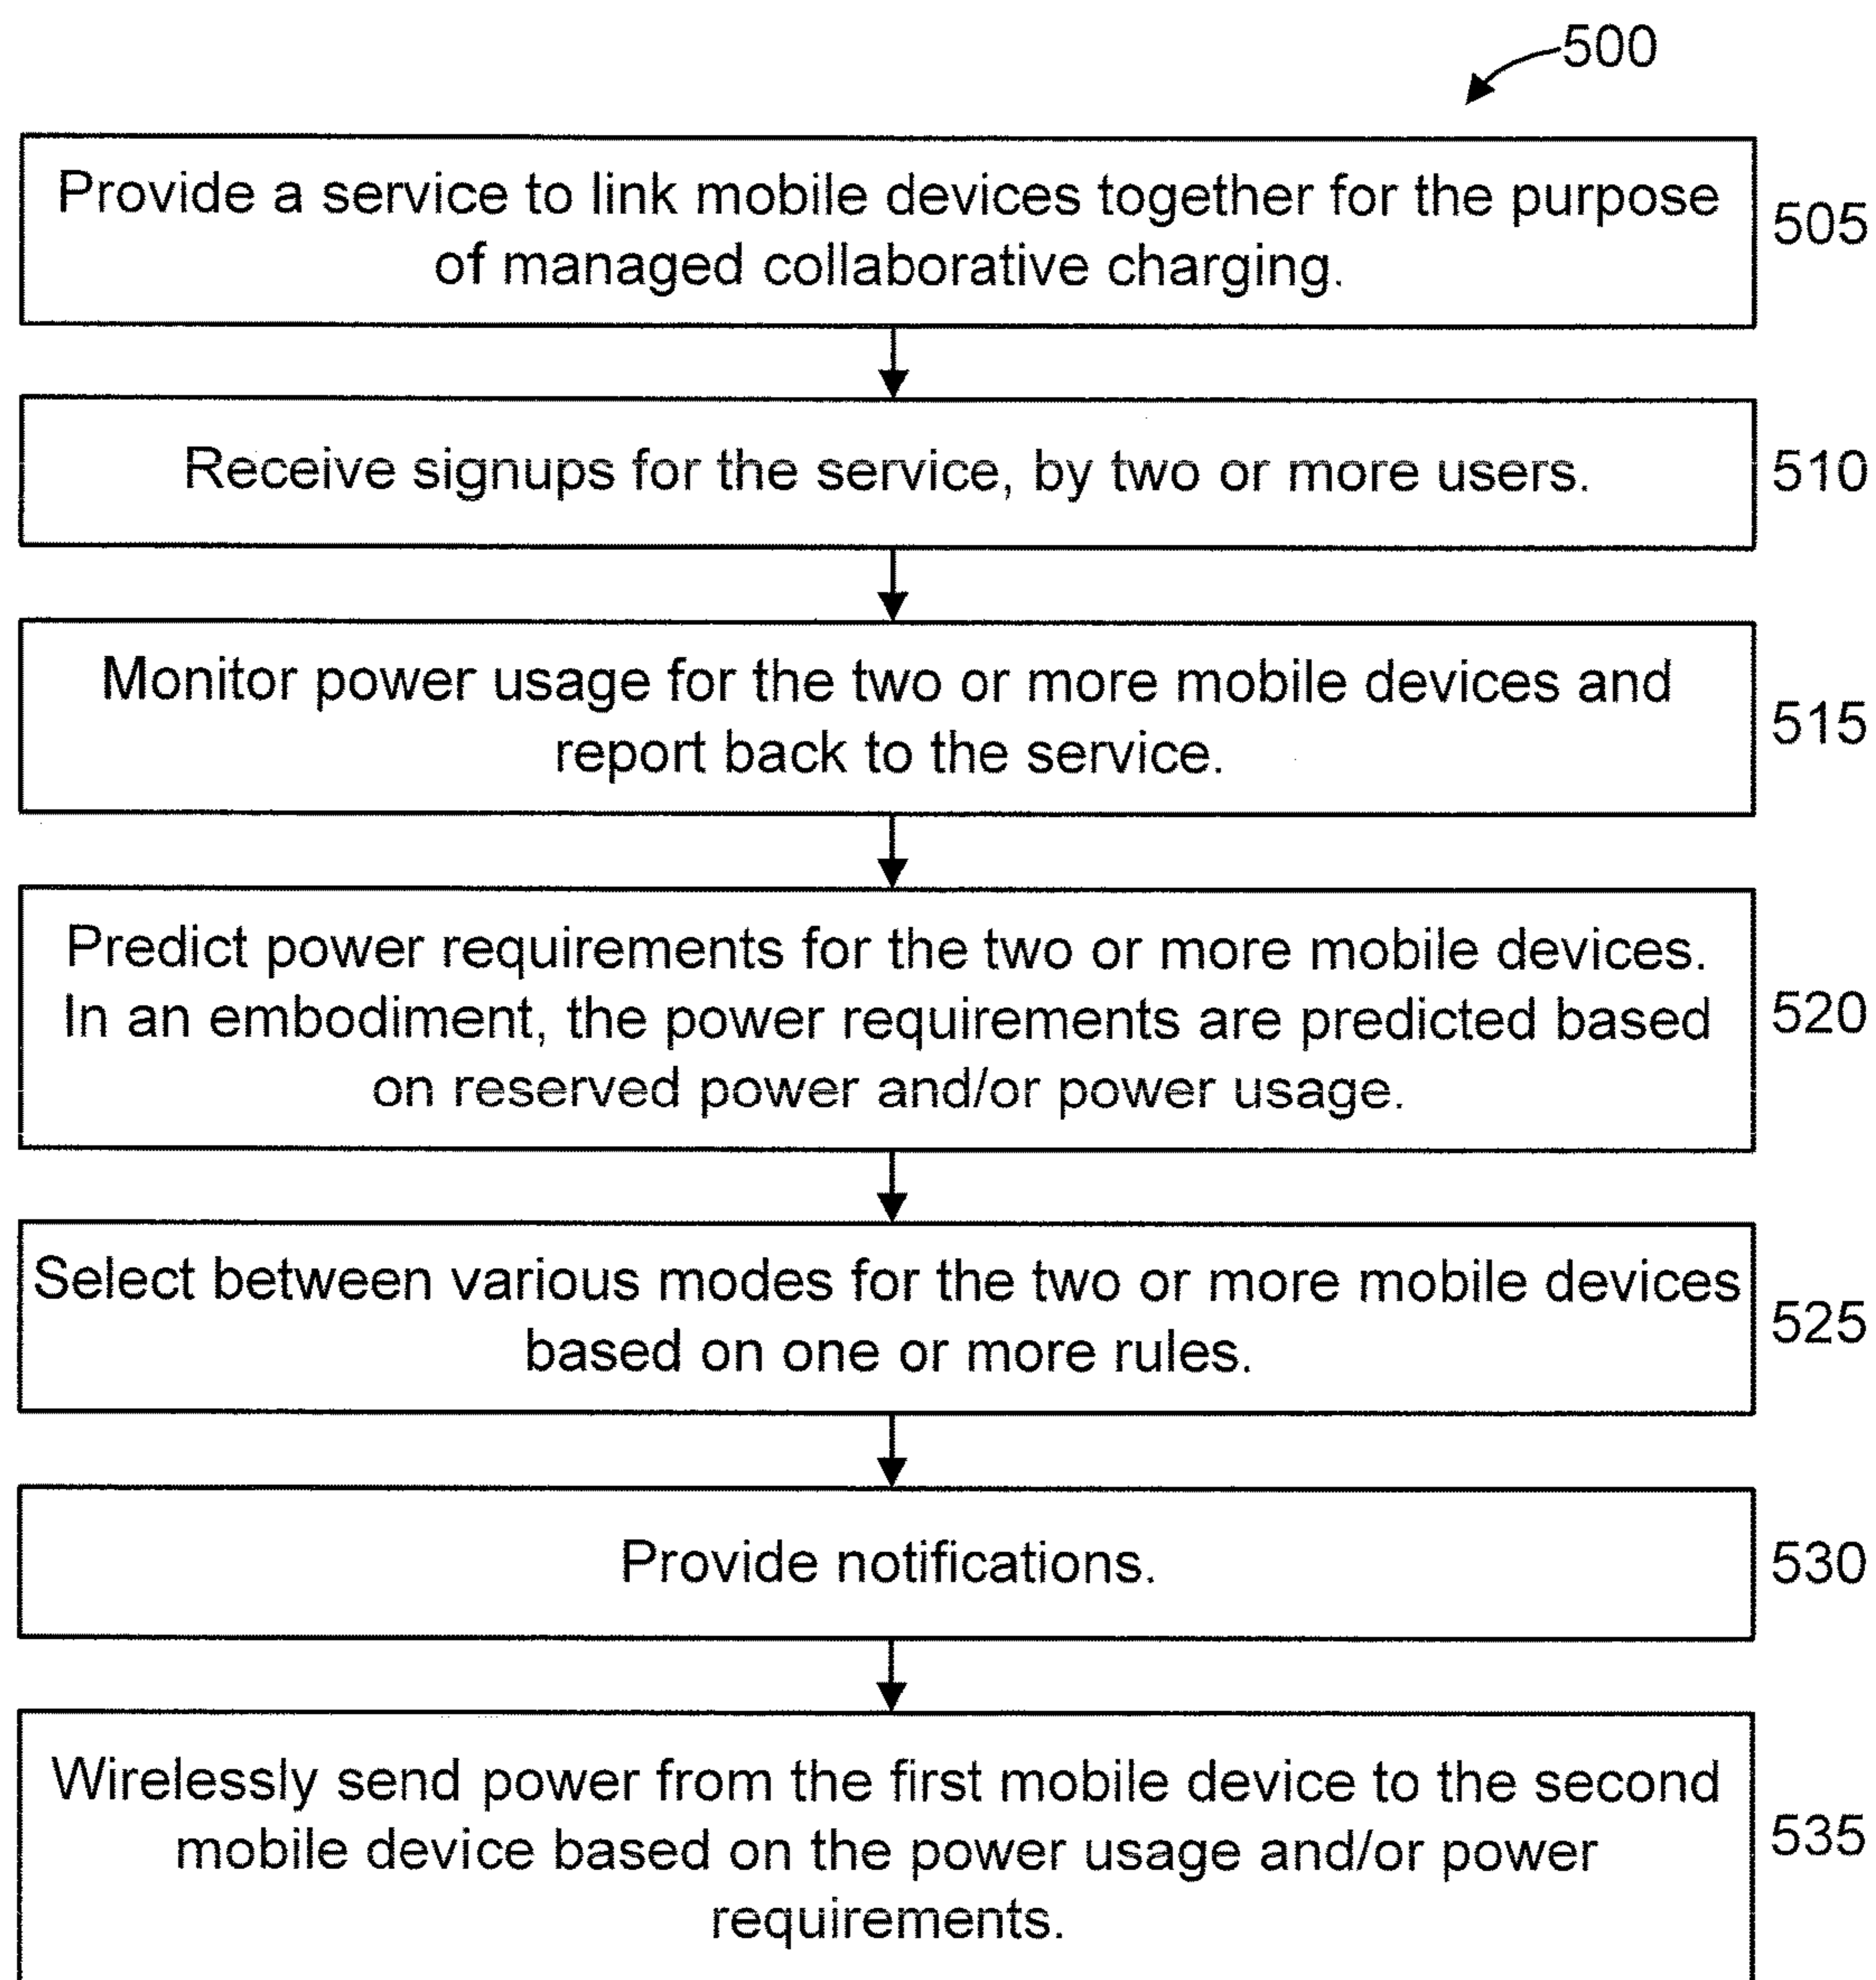 500
Provide a service to link mobile devices together for the purpose
of managed collaborative charging.
505
Receive signups for the service, by two or more users.
510
Monitor power usage for the two or more mobile devices and
report back to the service.
515
Predict power requirements for the two or more mobile devices.
In an embodiment, the power requirements are predicted based
on reserved power and/or power usage.
520
Select between various modes for the two or more mobile devices
based on one or more rules.
525
Provide notifications.
530
Wirelessly send power from the first mobile device to the second
mobile device based on the power usage and/or power
requirements.
535